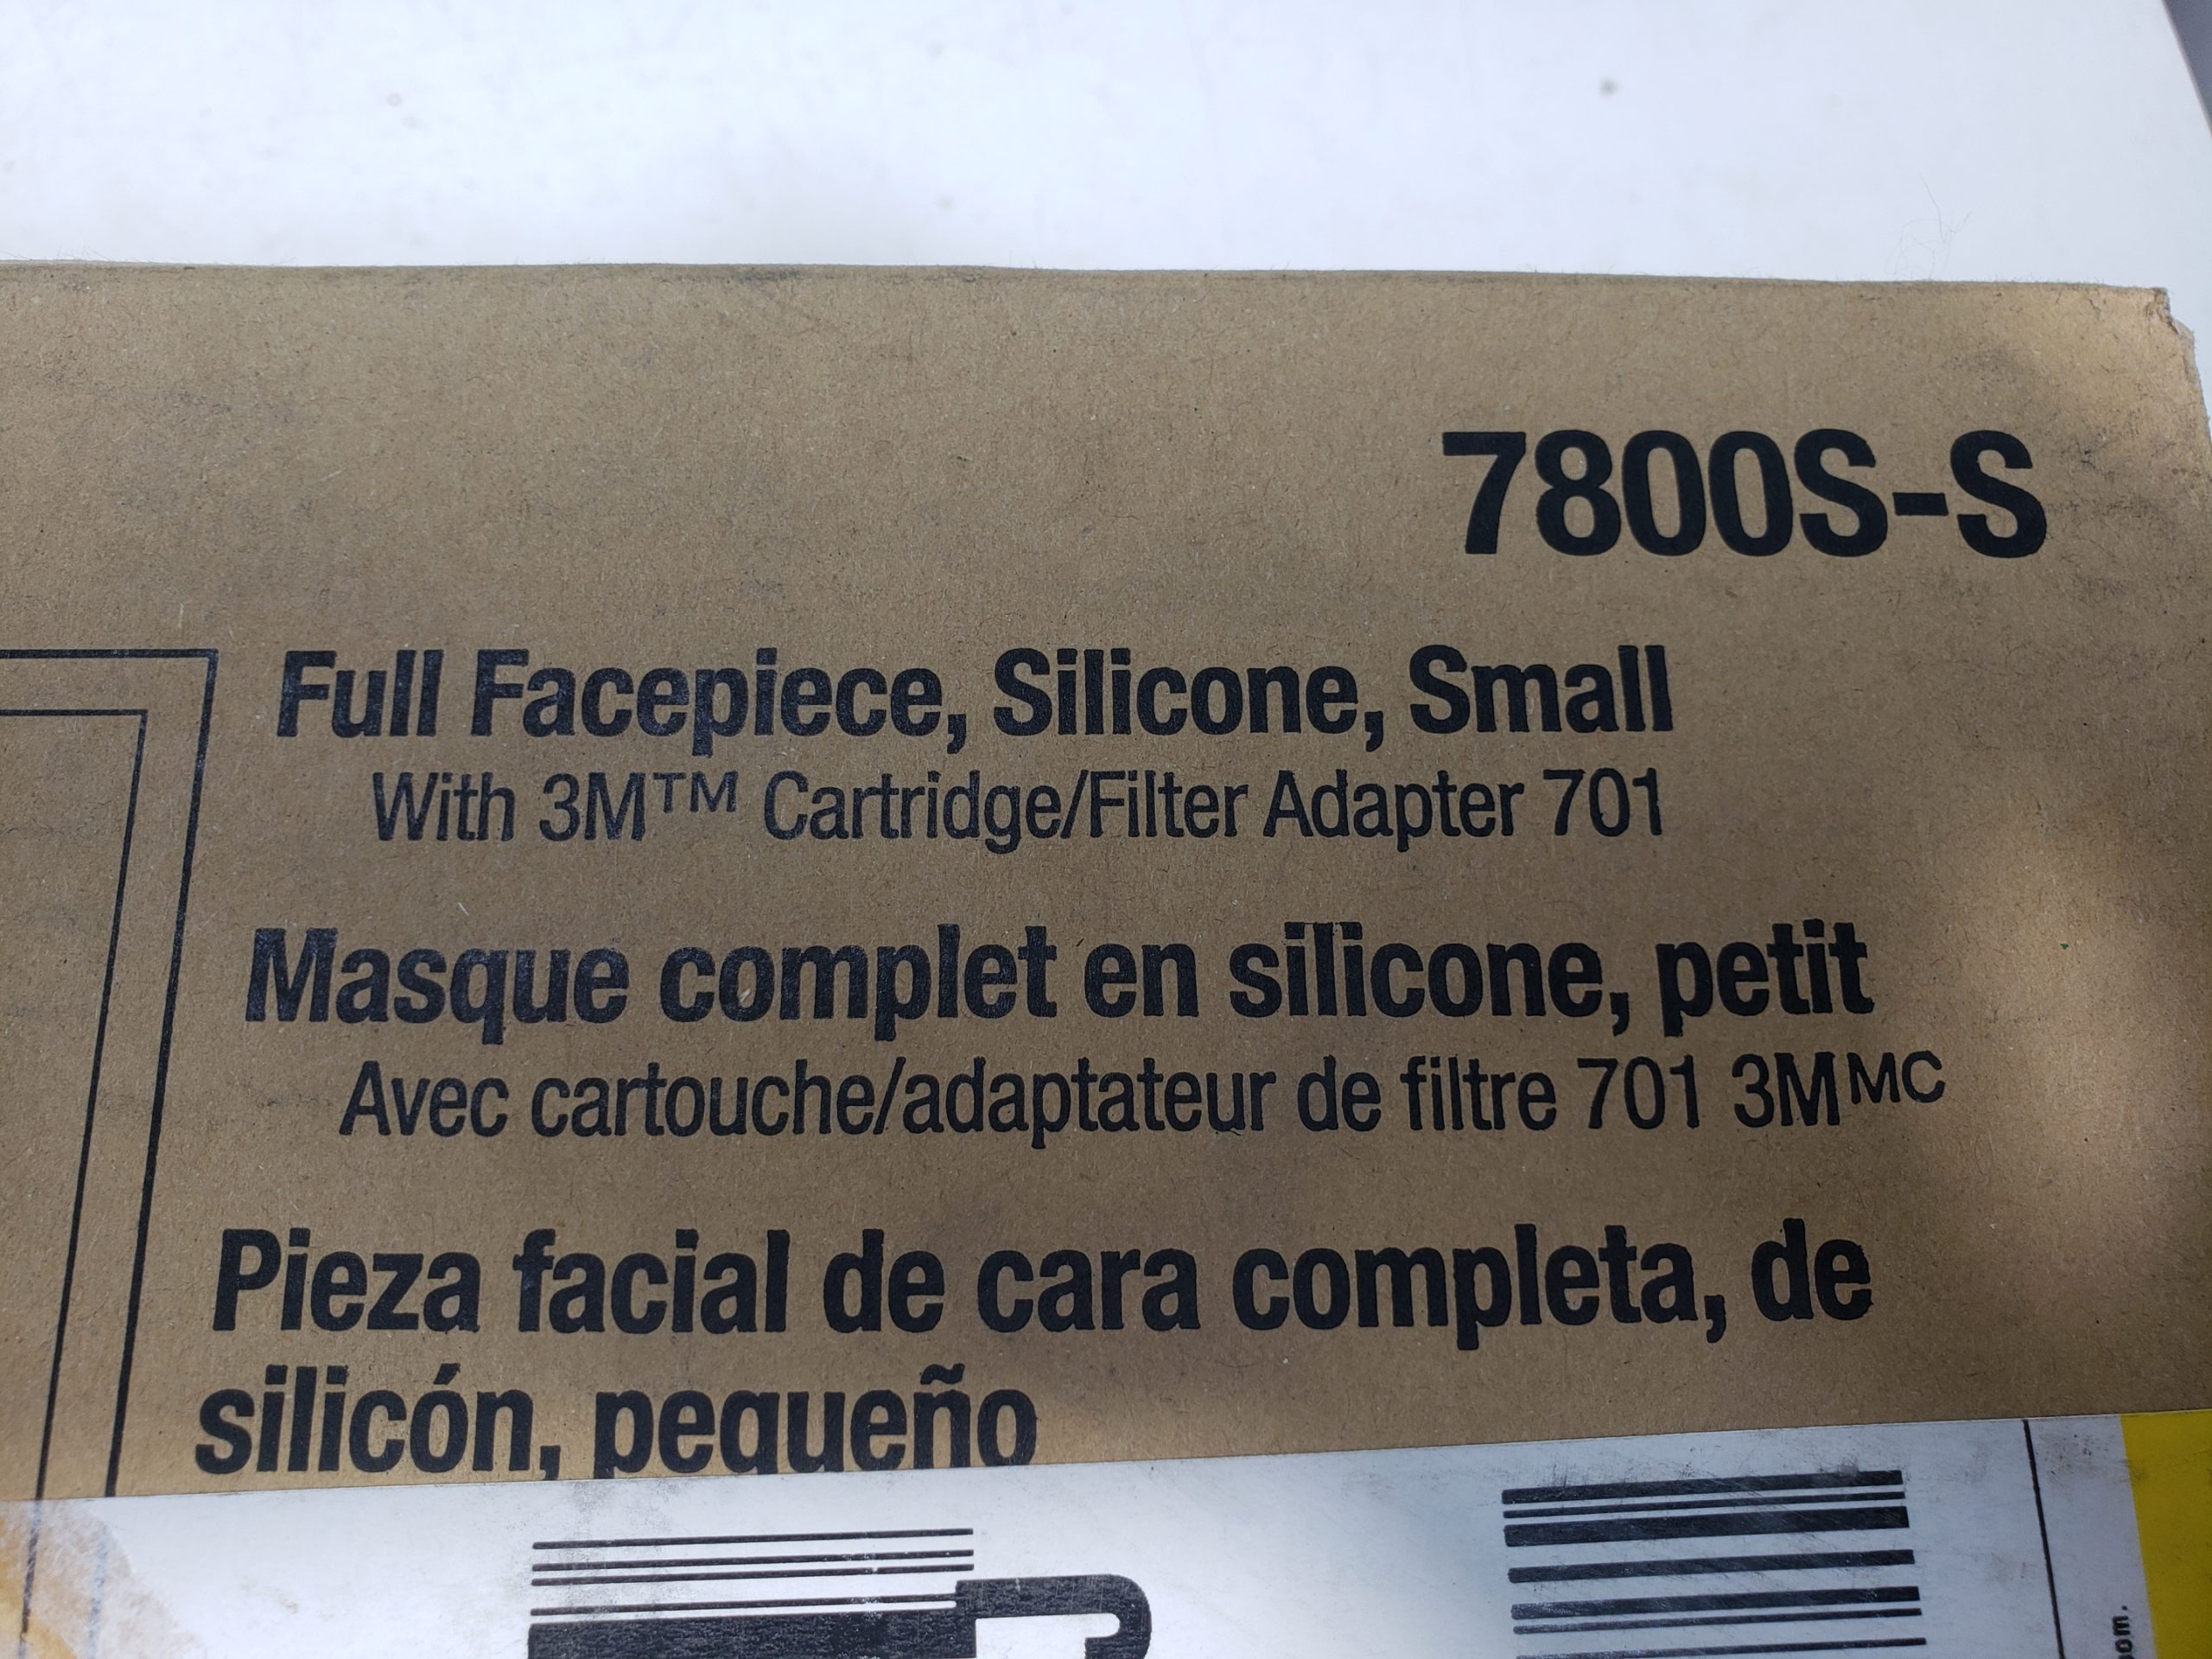 7800S-S
Full Facepiece, Silicone, Small
With 3M™ Cartridge/Filter Adapter 701
Masque complet en silicone, petit
Avec cartouche/adaptateur de filtre 701 3Mᴹᶜ
Pieza facial de cara completa, de
silicón, pequeño